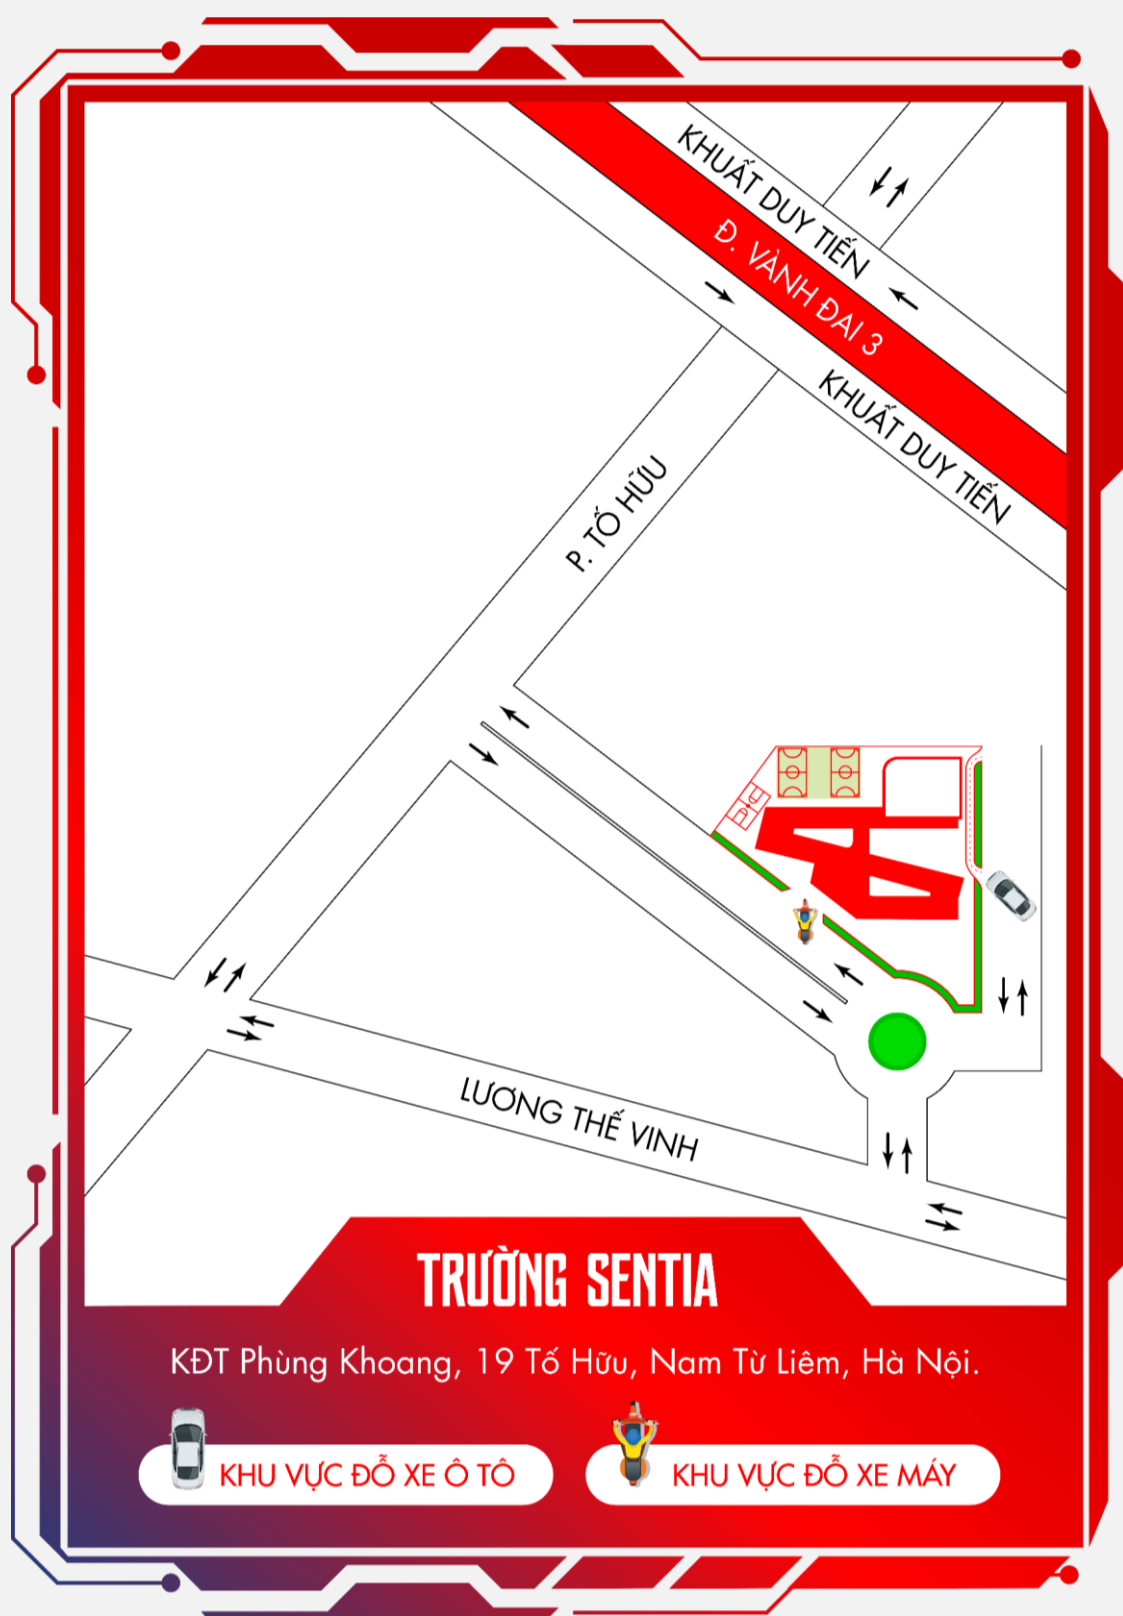 KHUẤT DUY TIẾN
Đ. VÀNH ĐAI 3
KHUẤT DUY TIẾN
P. TỐ HỮU
LƯƠNG THẾ VINH
TRƯỜNG SENTIA
KĐT Phùng Khoang, 19 Tố Hữu, Nam Từ Liêm, Hà Nội.
KHU VỰC ĐỖ XE Ô TÔ
KHU VỰC ĐỖ XE MÁY